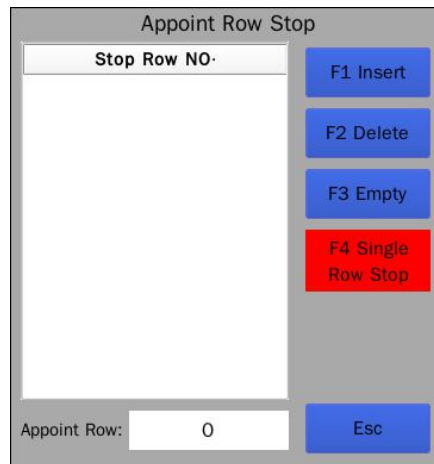 Appoint Row Stop
Stop Row NO·
F1 Insert
F2 Delete
F3 Empty
F4 Single
Row Stop
Appoint Row:
0
Esc